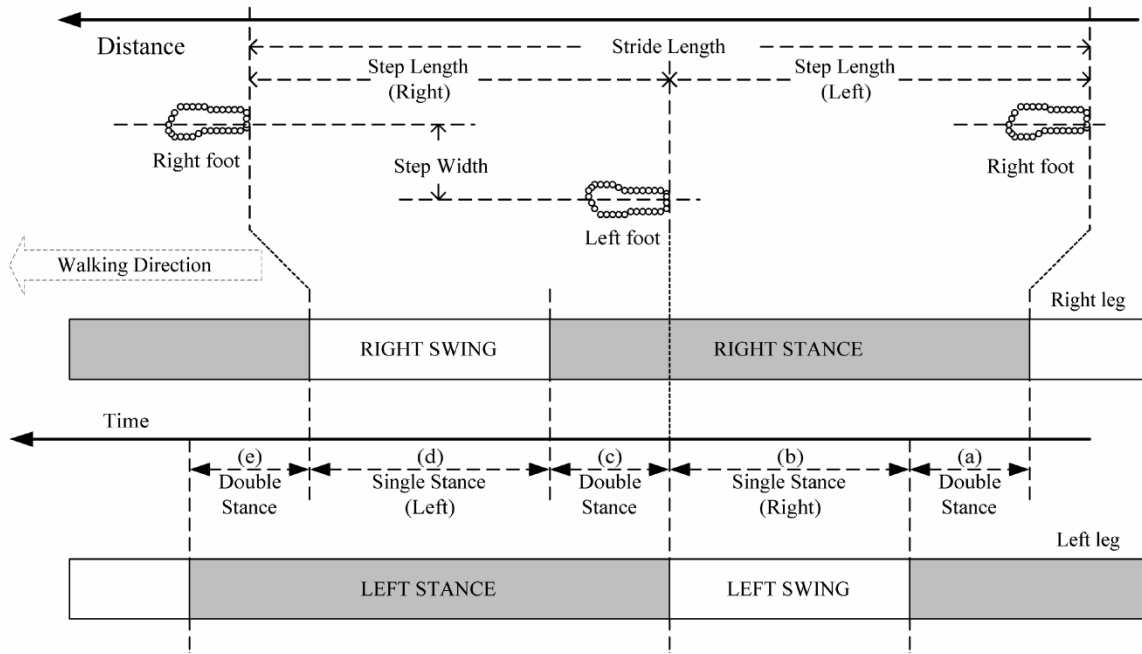 Distance
Stride Length
Step Length
(Right)
Step Length
(Left)
Right foot
Step Width
Right foot
Left foot
Walking Direction
Right leg
RIGHT SWING
RIGHT STANCE
Time
(e)
Double
Stance
(d)
Single Stance
(Left)
(c)
Double
Stance
(b)
Single Stance
(Right)
(a)
Double
Stance
Left leg
LEFT STANCE
LEFT SWING